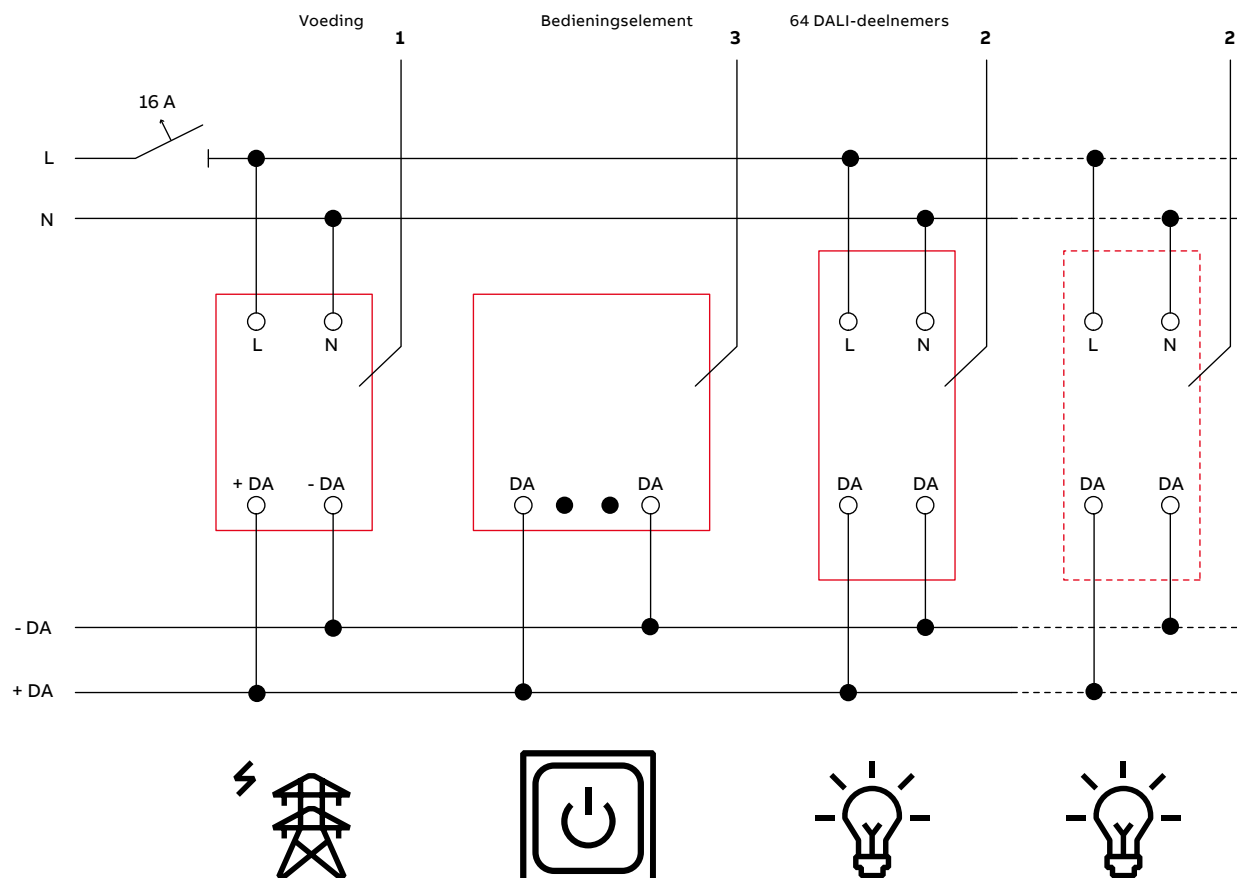 Voeding
Bedieningselement
64 DALI-deelnemers
1
3
2
2
16 A
L
N
L
N
L
N
L
N
+ DA
- DA
DA
DA
DA
DA
DA
DA
- DA
+ DA